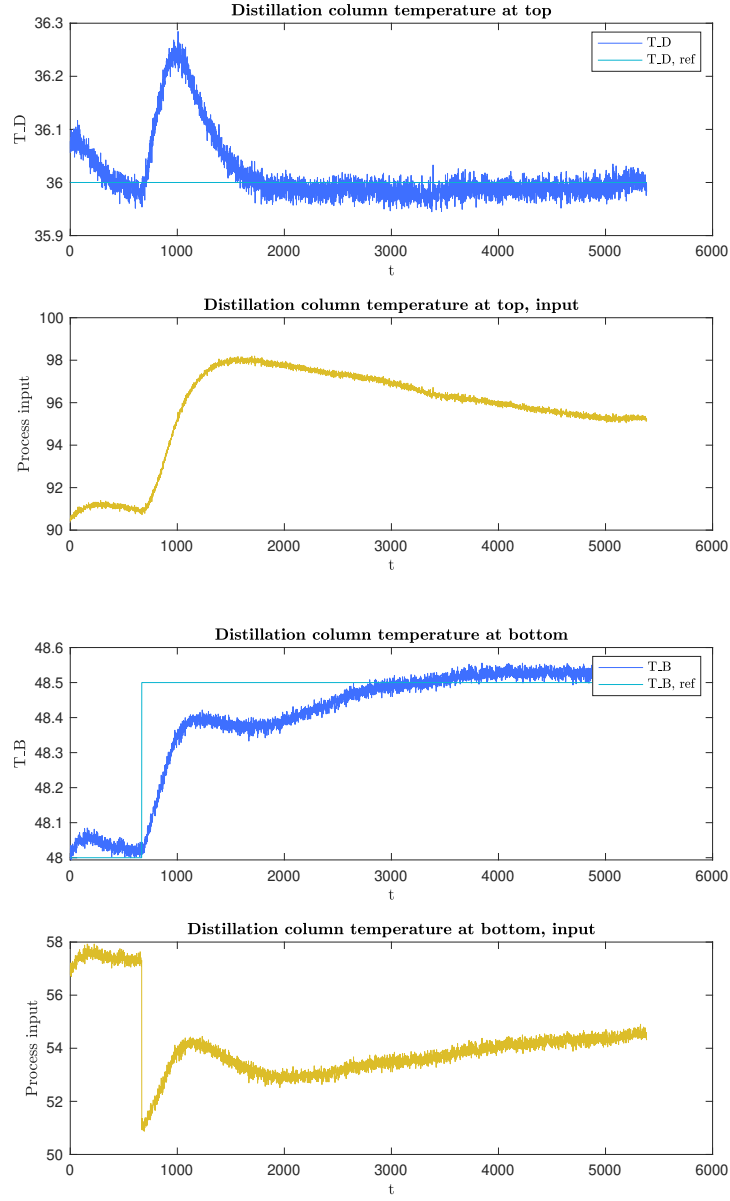 Distillation column temperature at top
36.3
36.2
36.1
36
35.9
T_D
T_D
T_D, ref
0 1000 2000 3000 4000 5000 6000
t
Distillation column temperature at top, input
100
98
96
94
92
90
Process input
0 1000 2000 3000 4000 5000 6000
t
Distillation column temperature at bottom
48.6
48.5
48.4
48.3
48.2
48.1
48
T_B
T_B
T_B, ref
0 1000 2000 3000 4000 5000 6000
t
Distillation column temperature at bottom, input
58
56
54
52
50
Process input
0 1000 2000 3000 4000 5000 6000
t